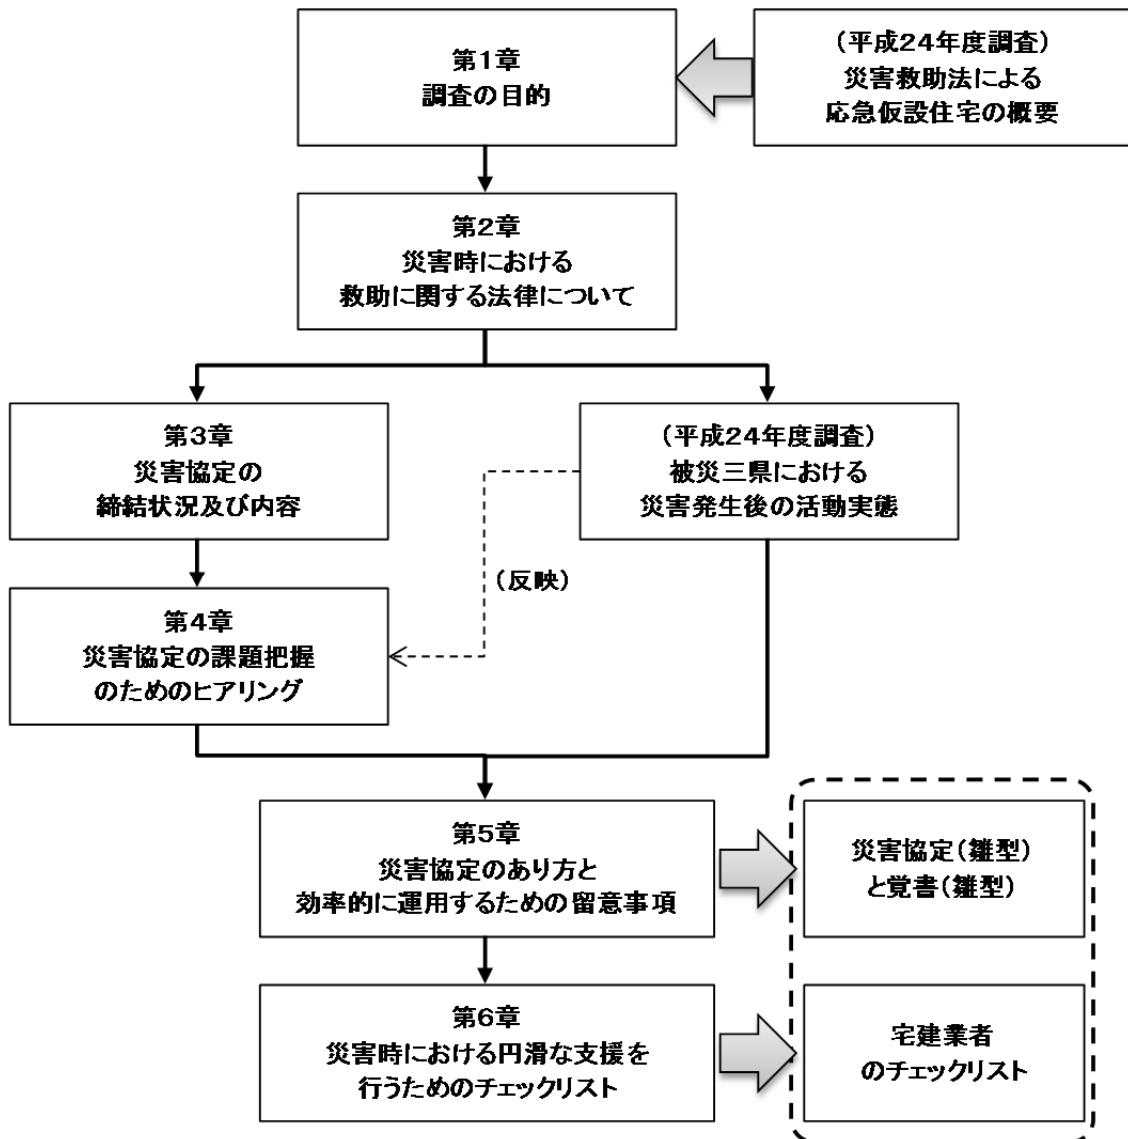 第1章
調査の目的
(平成24年度調査)
災害救助法による
応急仮設住宅の概要
第2章
災害時における
救助に関する法律について
第3章
災害協定の
締結状況及び内容
(平成24年度調査)
被災三県における
災害発生後の活動実態
(反映)
第4章
災害協定の課題把握
のためのヒアリング
第5章
災害協定のあり方と
効率的に運用するための留意事項
災害協定(雛型)
と覚書(雛型)
第6章
災害時における円滑な支援を
行うためのチェックリスト
宅建業者
のチェックリスト